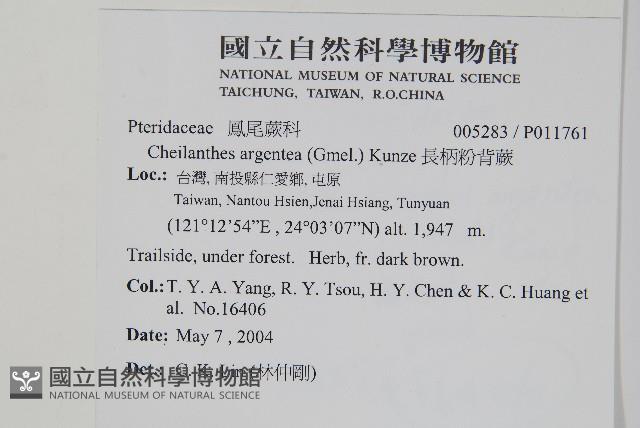 國立自然科學博物館
NATIONAL MUSEUM OF NATURAL SCIENCE
TAICHUNG, TAIWAN, R.O.CHINA
Pteridaceae 鳳尾蕨科 005283 / P011761
Cheilanthes argentea (Gmel.) Kunze 長柄粉背蕨
Loc.: 台灣, 南投縣仁愛鄉, 屯原
Taiwan, Nantou Hsien,Jenai Hsiang, Tunyuan
(121°12’54”E , 24°03’07”N) alt. 1,947 m.
Trailside, under forest. Herb, fr. dark brown.
Col.: T. Y. A. Yang, R. Y. Tsou, H. Y. Chen & K. C. Huang et
al. No.16406
Date: May 7 , 2004
Det.: (林仲剛)
國立自然科學博物館
NATIONAL MUSEUM OF NATURAL SCIENCE